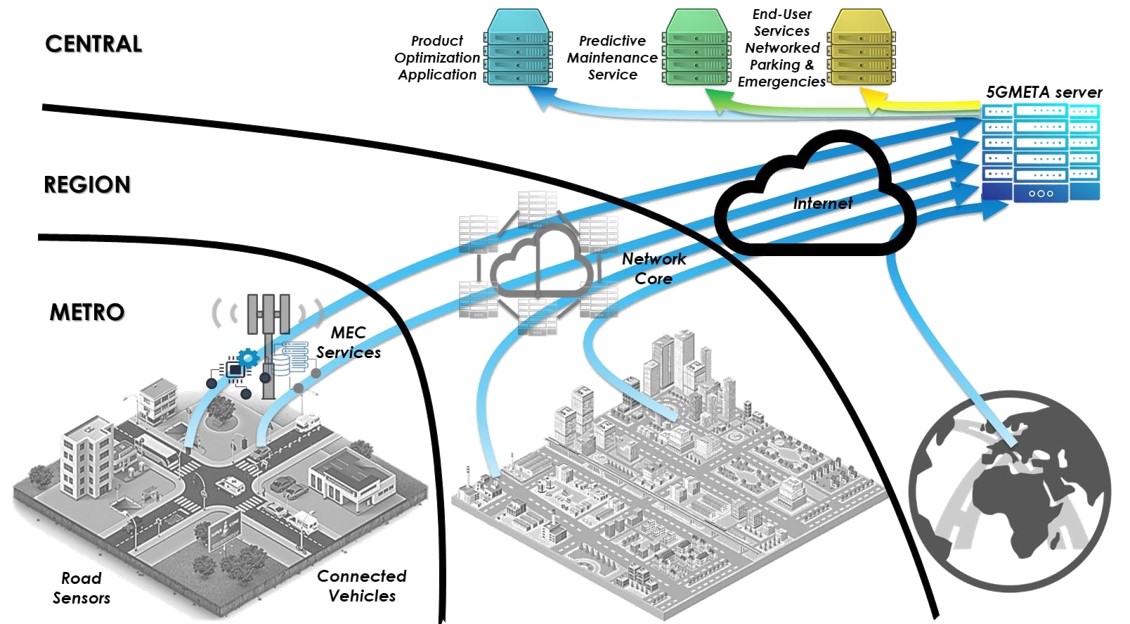 CENTRAL
Product
Optimization
Application
Predictive
Maintenance
Service
End-User
Services
Networked
Parking &
Emergencies
5GMETA server
REGION
Internet
Network
Core
METRO
MEC
Services
Road
Sensors
Connected
Vehicles